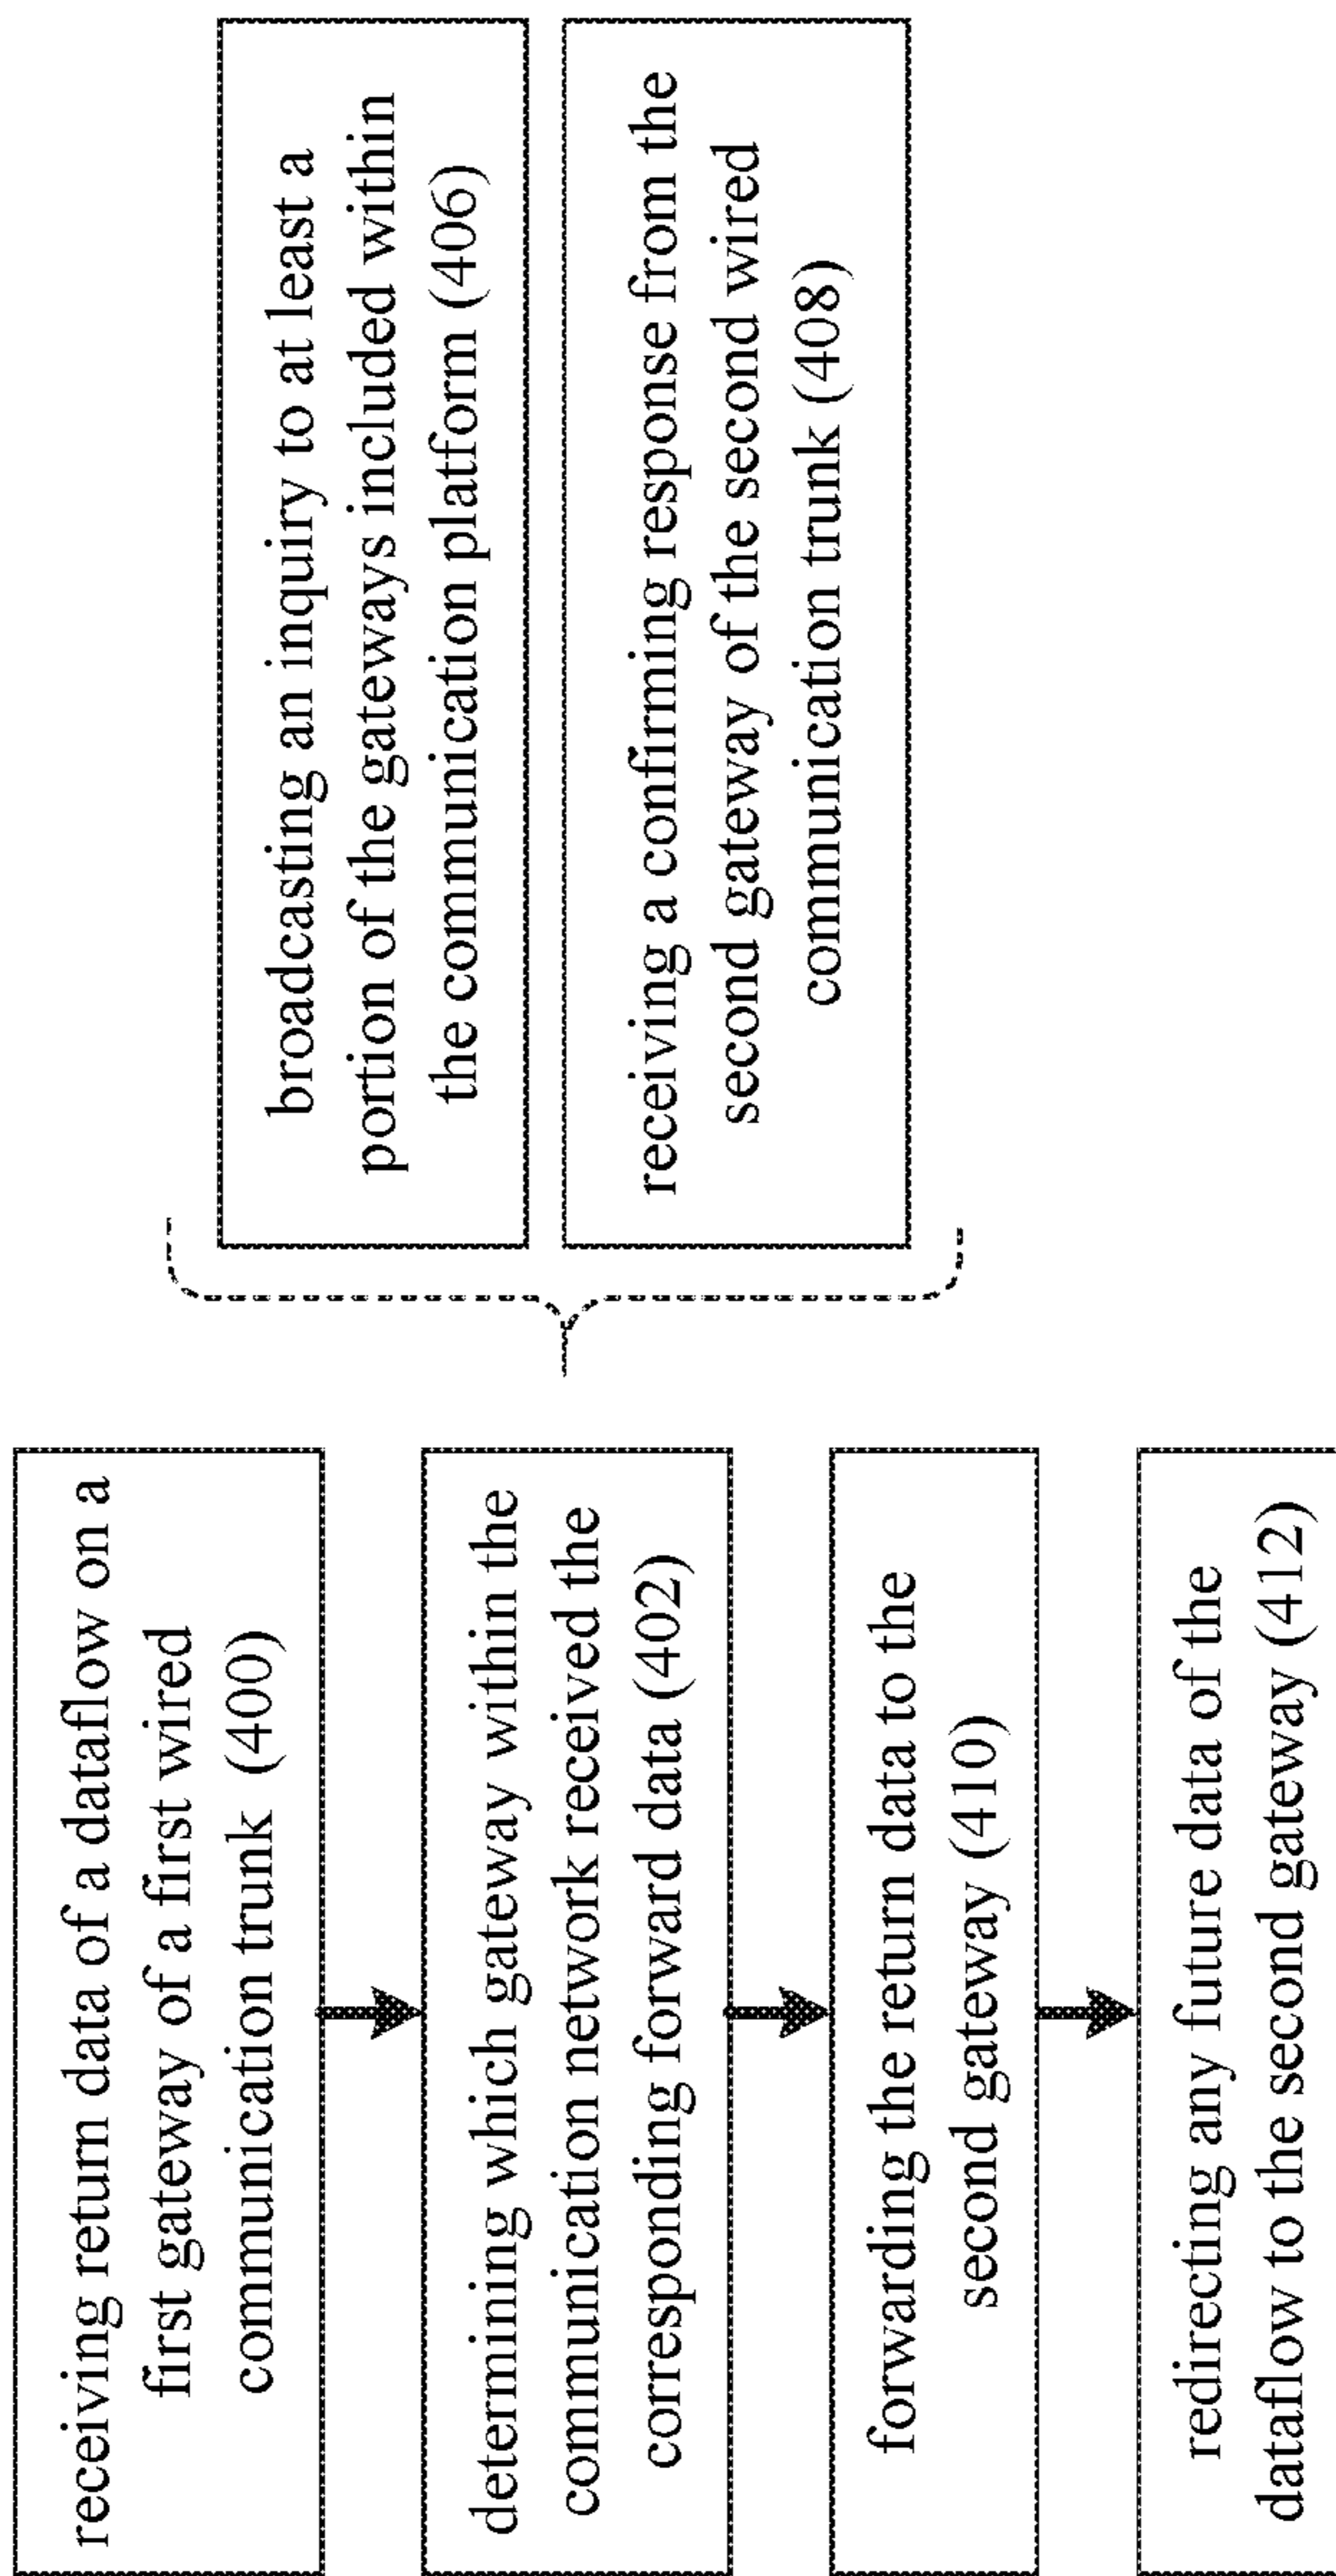 receiving return data of a dataflow on a
first gateway of a first wired
communication trunk (400)
determining which gateway within the
communication network received the
corresponding forward data (402)
broadcasting an inquiry to at least a
portion of the gateways included within
the communication platform (406)
receiving a confirming response from the
second gateway of the second wired
communication trunk (408)
forwarding the return data to the
second gateway (410)
redirecting any future data of the
dataflow to the second gateway (412)